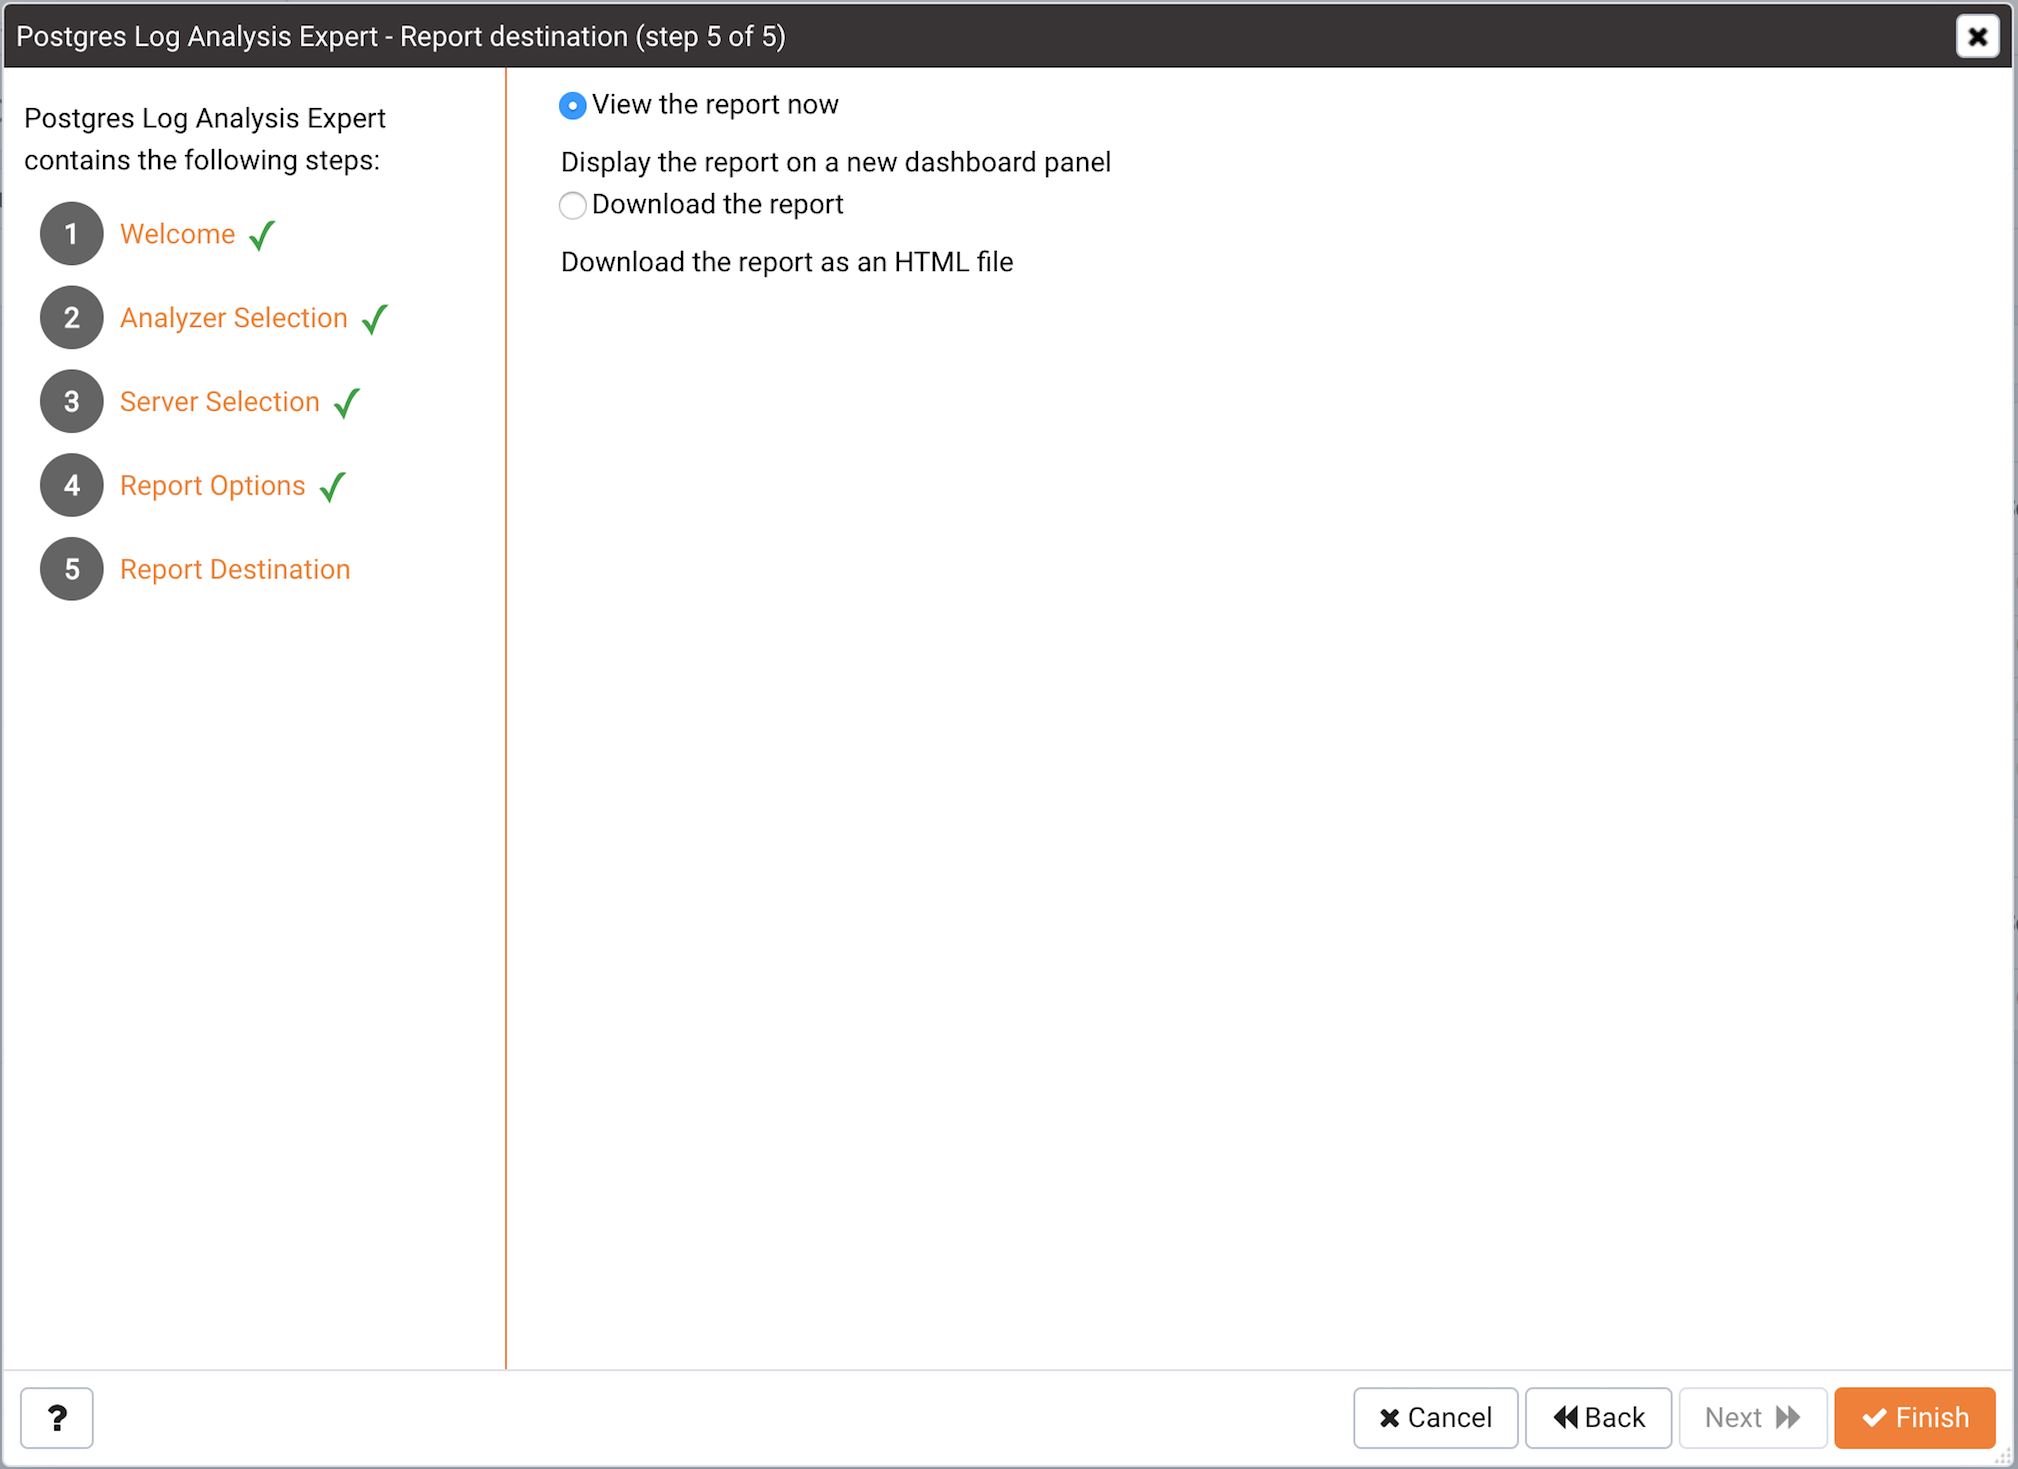 Postgres Log Analysis Expert - Report destination (step 5 of 5)
Postgres Log Analysis Expert
contains the following steps:
1 Welcome
2 Analyzer Selection
3 Server Selection
4 Report Options
5 Report Destination
View the report now
Display the report on a new dashboard panel
Download the report
Download the report as an HTML file
?
Cancel
Back
Next
Finish